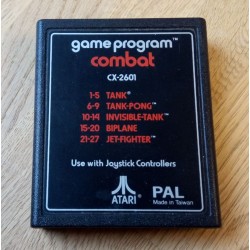 game program™
combat
CX-2601
1-5 TANK®
6-9 TANK-PONG™
10-14 INVISIBLE-TANK™
15-20 BIPLANE
21-27 JET-FIGHTER™
Use with Joystick Controllers
ATARI®
PAL
Made in Taiwan